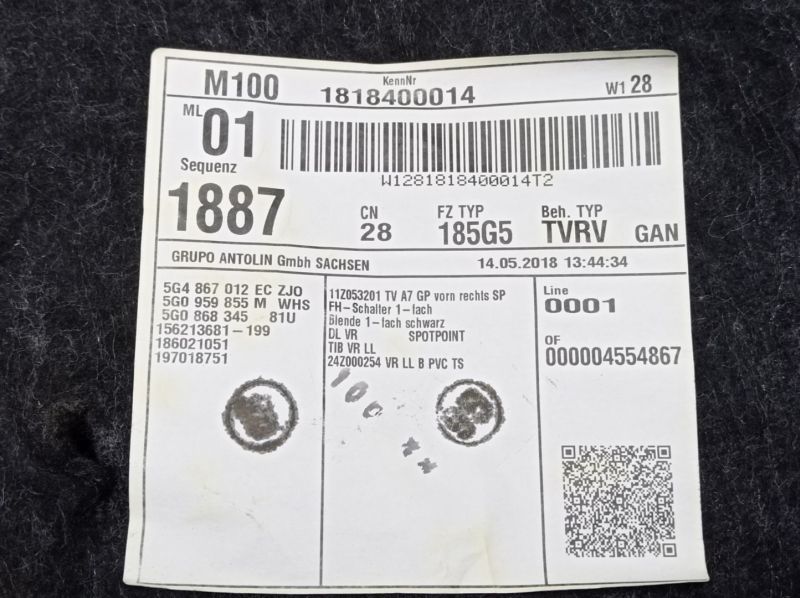 M100 KennNr 1818400014 W1 28
ML 01
Sequenz
1887
W1281818400014T2
CN 28
FZ TYP 185G5
Beh. TYP TVRV GAN
GRUPO ANTOLIN GmbH SACHSEN 14.05.2018 13:44:34
5G4 867 012 EC ZJO
5G0 959 855 M WHS
5G0 868 345 81U
156213681-199
186021051
197018751
11Z053201 TV A7 GP vorn rechts SP
FH-Schalter 1-fach
Blende 1-fach schwarz
DL VR SPOTPOINT
TIB VR LL
24Z000254 VR LL B PVC TS
Line
0001
OF
000004554867
100